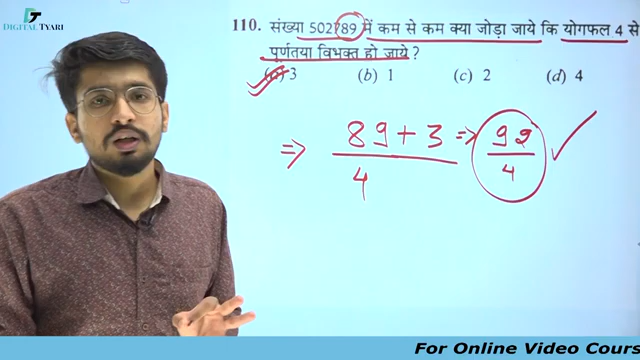 DT
DIGITAL TYARI
110. संख्या 502789 में कम से कम क्या जोड़ा जाये कि योगफल 4 से
पूर्णतया विभक्त हो जाये ?
(a) 3 (b) 1 (c) 2 (d) 4
⇒ 89+3 ⇒ 92 ✓
4 4
For Online Video Cours